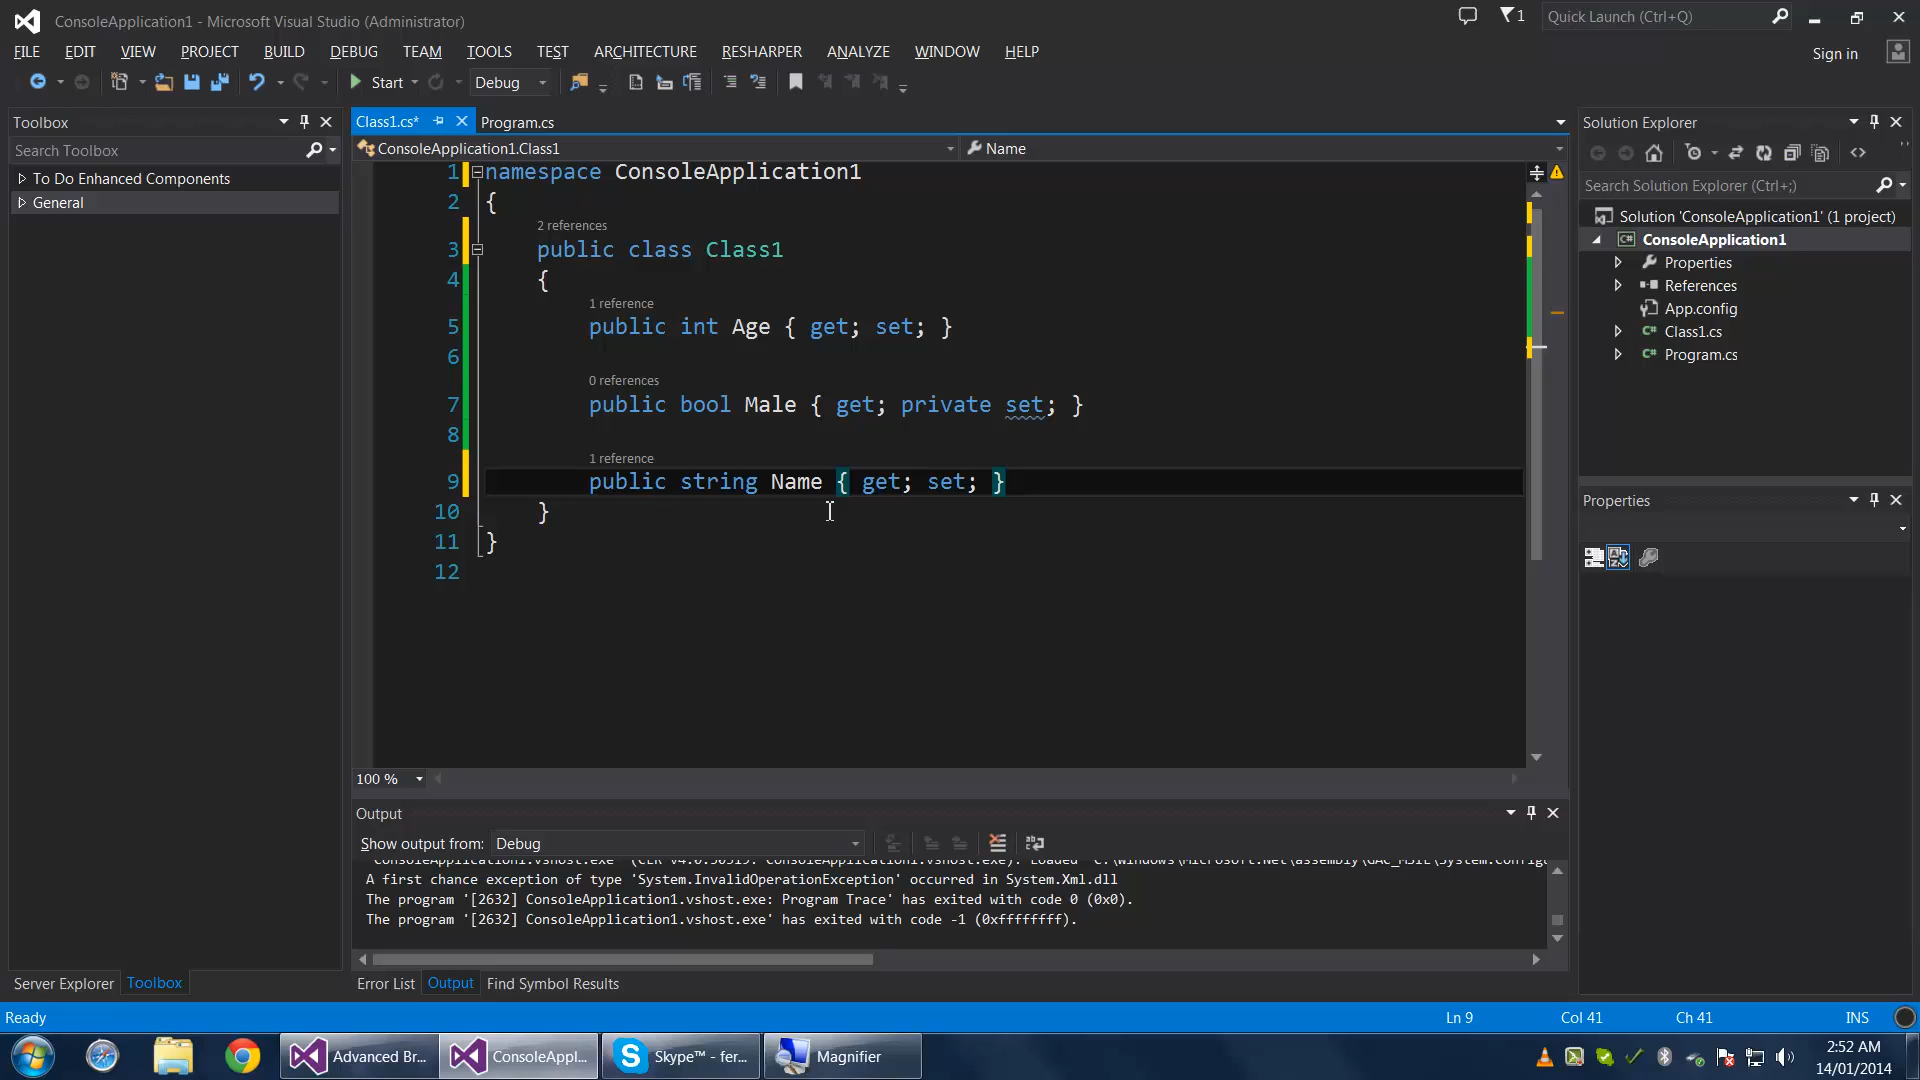 ConsoleApplication1 - Microsoft Visual Studio (Administrator)
1
Quick Launch (Ctrl+Q)
FILE EDIT VIEW PROJECT BUILD DEBUG TEAM TOOLS TEST ARCHITECTURE RESHARPER ANALYZE WINDOW HELP
Sign in
Start
Debug
Toolbox
Search Toolbox
To Do Enhanced Components
General
Class1.cs*
Program.cs
ConsoleApplication1.Class1
Name
1 namespace ConsoleApplication1
2 {
2 references
3 public class Class1
4 {
1 reference
5 public int Age { get; set; }
6
0 references
7 public bool Male { get; private set; }
8
1 reference
9 public string Name { get; set; }
10 }
11 }
12
100 %
Solution Explorer
Search Solution Explorer (Ctrl+;)
Solution 'ConsoleApplication1' (1 project)
ConsoleApplication1
Properties
References
App.config
C# Class1.cs
C# Program.cs
Properties
Output
Show output from: Debug
A first chance exception of type 'System.InvalidOperationException' occurred in System.Xml.dll
The program '[2632] ConsoleApplication1.vshost.exe: Program Trace' has exited with code 0 (0x0).
The program '[2632] ConsoleApplication1.vshost.exe' has exited with code -1 (0xffffffff).
Server Explorer Toolbox
Error List Output Find Symbol Results
Ready
Ln 9 Col 41 Ch 41 INS
Advanced Br...
ConsoleAppl...
Skype™ - fer...
Magnifier
2:52 AM
14/01/2014